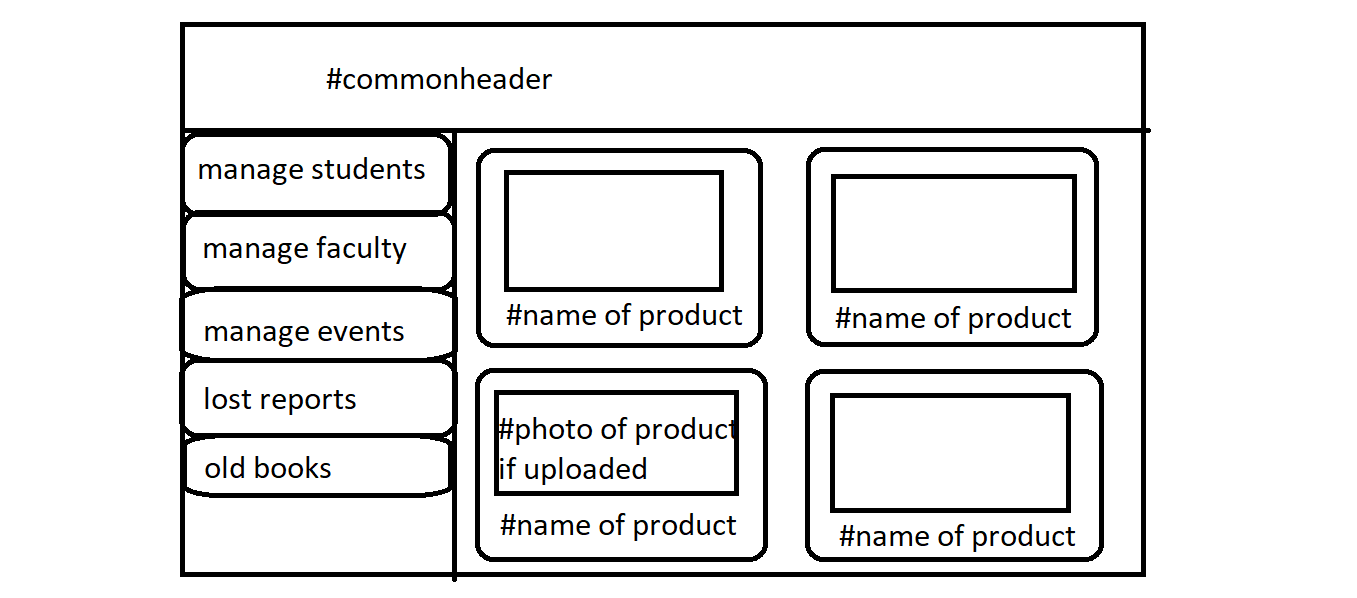 #commonheader
manage students
manage faculty
manage events
lost reports
old books
#name of product
#name of product
#photo of product
if uploaded
#name of product
#name of product